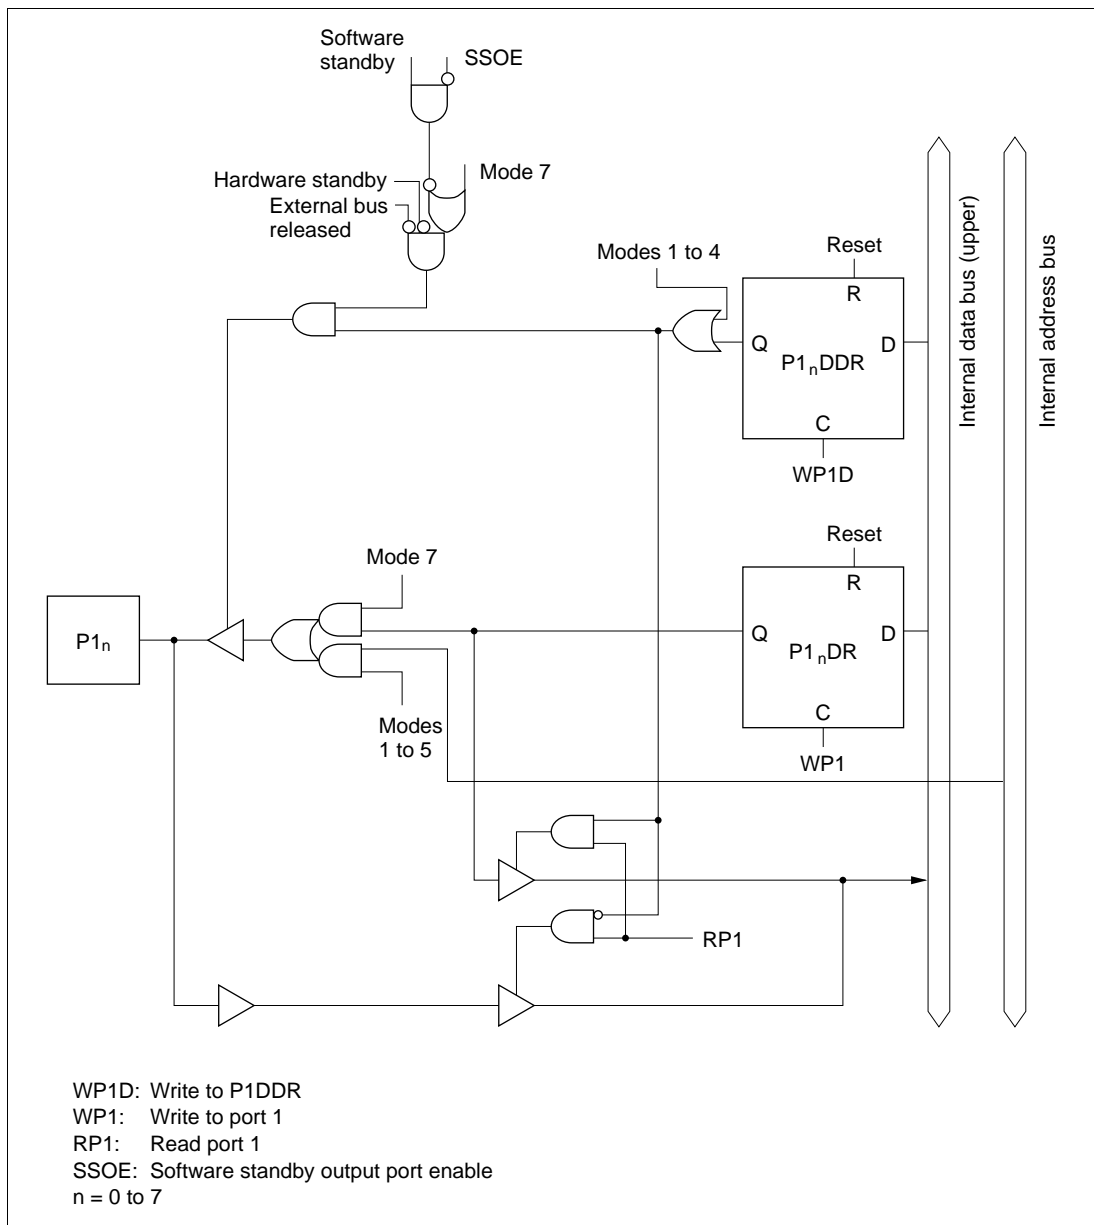 Software
standby
SSOE
Mode 7
Hardware standby
External bus
released
Modes 1 to 4
Reset
R
Q
D
P1nDDR
C
WP1D
Internal data bus (upper)
Internal address bus
Reset
R
Mode 7
P1n
Q
D
P1nDR
C
WP1
Modes
1 to 5
RP1
WP1D: Write to P1DDR
WP1: Write to port 1
RP1: Read port 1
SSOE: Software standby output port enable
n = 0 to 7